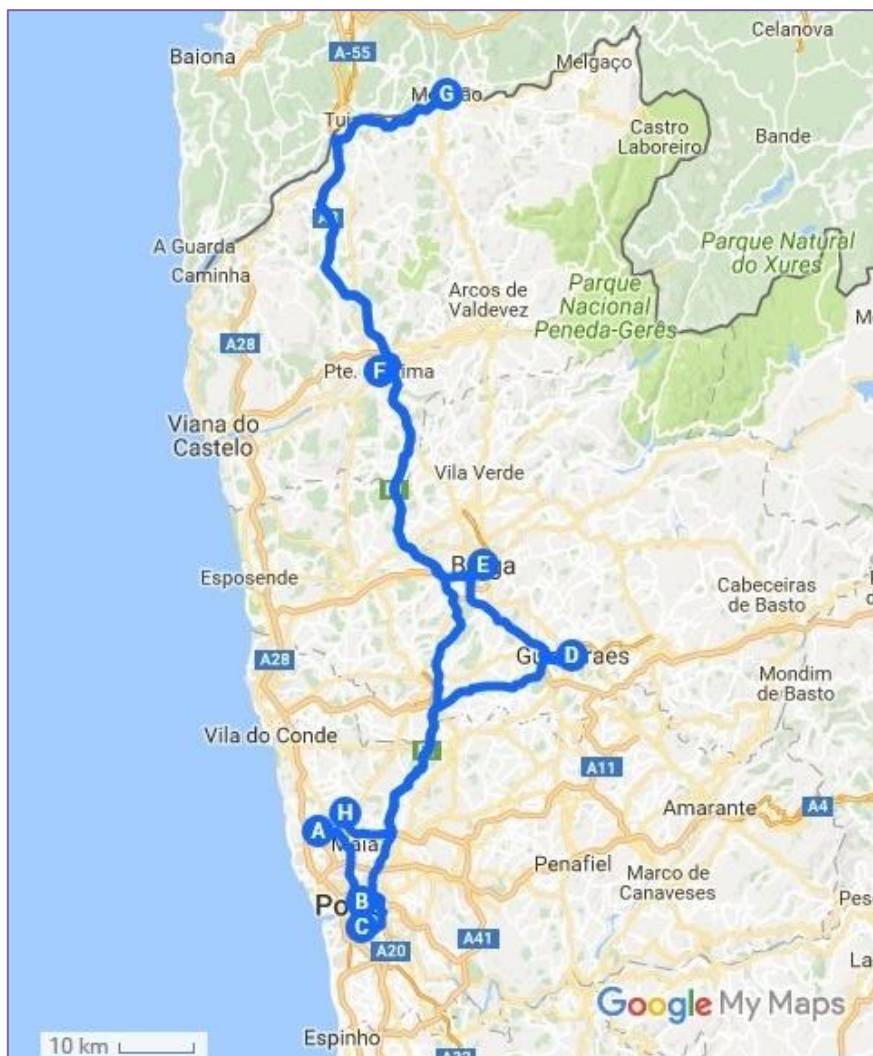 Baiona
A-55
Celanova
Melgaço
G
Tui
Castro
Laboreiro
Bande
A Guarda
Caminha
Parque Natural
do Xures
Arcos de
Valdevez
Parque
Nacional
Peneda-Gerês
A28
Pte.
F
Viana do
Castelo
Vila Verde
E
Esposende
Cabeceiras
de Basto
D
A28
Mondim
de Basto
Vila do Conde
A11
H
A
Amarante
A4
Penafiel
Marco de
Canaveses
B
C
A20
A41
Google My Maps
Espinho
10 km